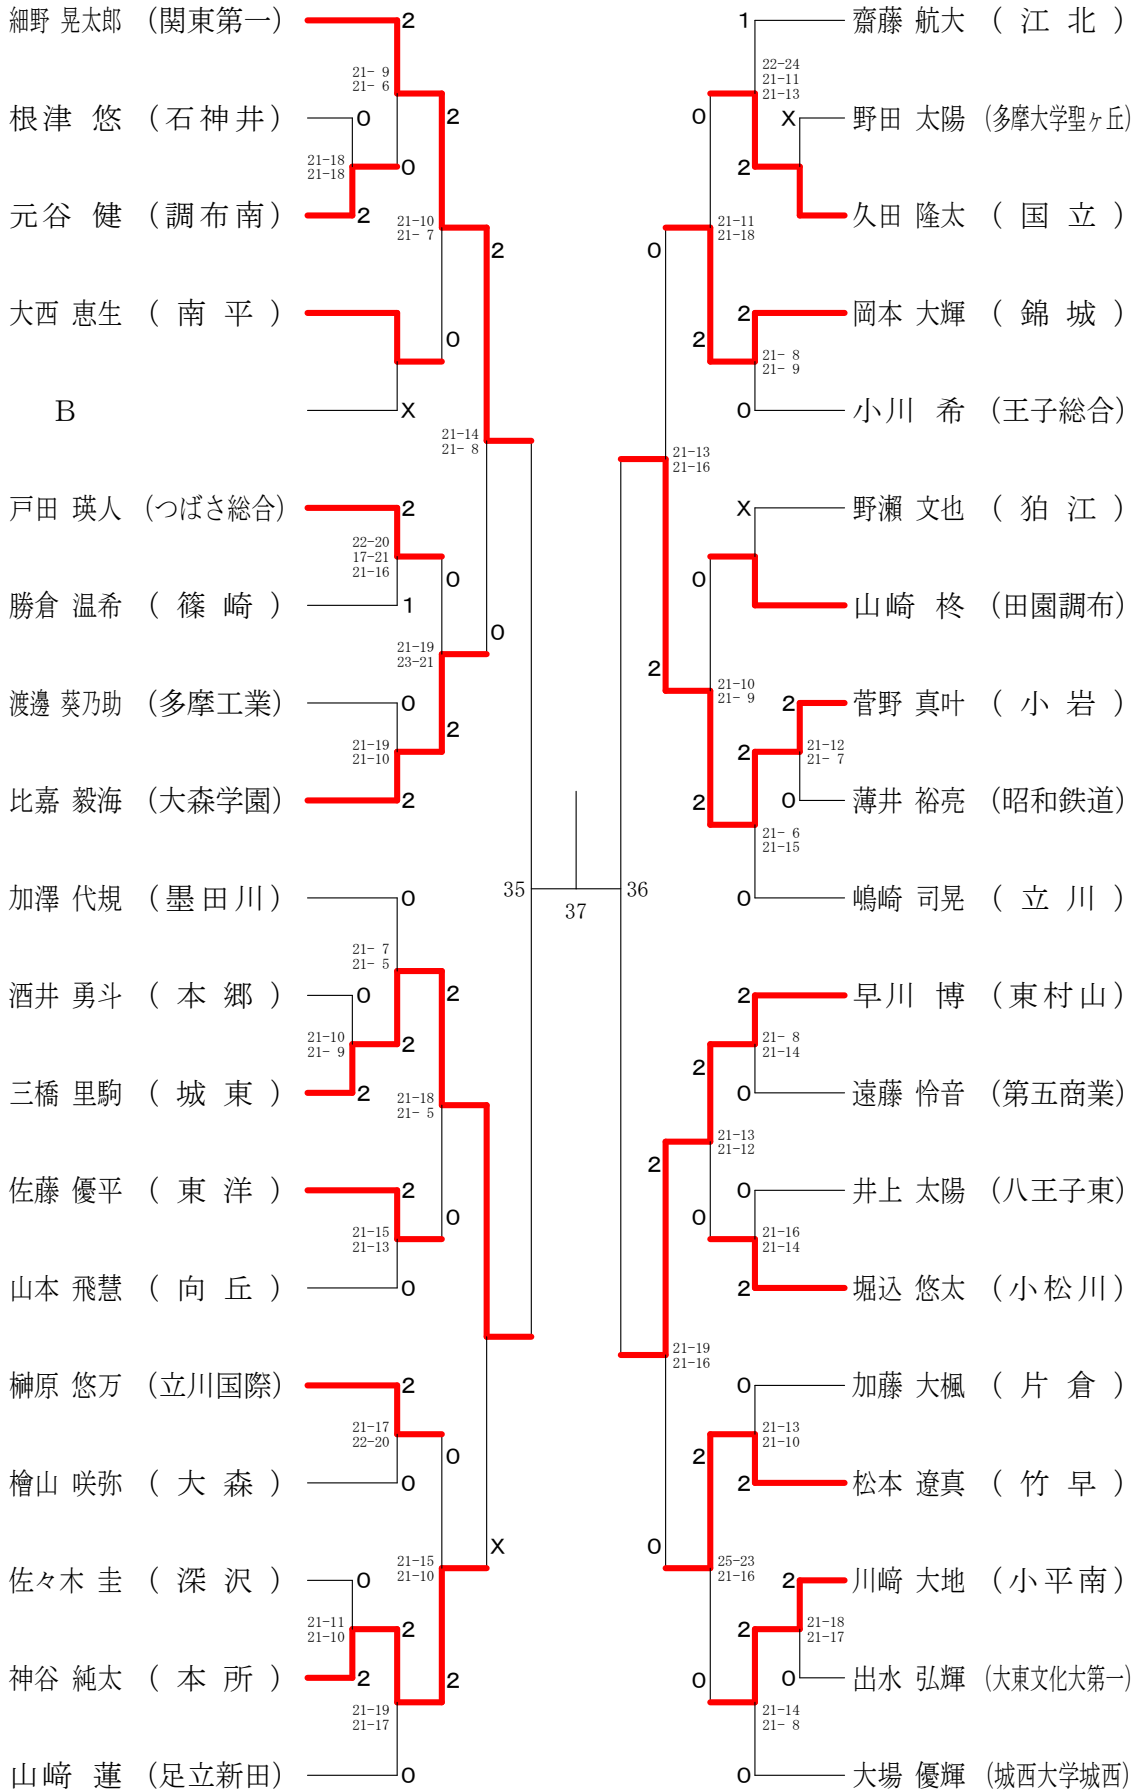 細野 晃太郎 (関東第一)
2
21- 9
21- 6
根津 悠 (石神井)
0
2
21-18
21-18
0
元谷 健 (調布南)
2
21-10
21- 7
2
大西 恵生 (南平)
0
B
X
21-14
21- 8
戸田 瑛人 (つばさ総合)
2
22-20
17-21
21-16
0
勝倉 温希 (篠崎)
1
0
21-19
23-21
渡邊 葵乃助 (多摩工業)
0
2
21-19
21-10
比嘉 毅海 (大森学園)
2
加澤 代規 (墨田川)
0
35
21- 7
21- 5
酒井 勇斗 (本郷)
0
2
21-10
21- 9
2
三橋 里駒 (城東)
2
21-18
21- 5
佐藤 優平 (東洋)
2
0
21-15
21-13
山本 飛慧 (向丘)
0
榊原 悠万 (立川国際)
2
21-17
22-20
0
檜山 咲弥 (大森)
0
X
21-15
21-10
佐々木 圭 (深沢)
0
21-11
21-10
2
神谷 純太 (本所)
2
2
21-19
21-17
山﨑 蓮 (足立新田)
0
37
1
齋藤 航大 (江北)
22-24
21-11
21-13
0
X
野田 太陽 (多摩大学聖ヶ丘)
2
久田 隆太 (国立)
21-11
21-18
0
2
岡本 大輝 (錦城)
2
21- 8
21- 9
0
小川 希 (王子総合)
21-13
21-16
X
野瀬 文也 (狛江)
0
山崎 柊 (田園調布)
2
21-10
21- 9
2
菅野 真叶 (小岩)
2
21-12
21- 7
2
0
薄井 裕亮 (昭和鉄道)
21- 6
21-15
36
0
嶋崎 司晃 (立川)
2
早川 博 (東村山)
2
21- 8
21-14
0
遠藤 怜音 (第五商業)
21-13
21-12
2
0
井上 太陽 (八王子東)
0
21-16
21-14
2
堀込 悠太 (小松川)
21-19
21-16
0
加藤 大楓 (片倉)
21-13
21-10
2
2
松本 遼真 (竹早)
0
25-23
21-16
2
川﨑 大地 (小平南)
2
21-18
21-17
0
0
出水 弘輝 (大東文化大第一)
21-14
21- 8
0
大場 優輝 (城西大学城西)